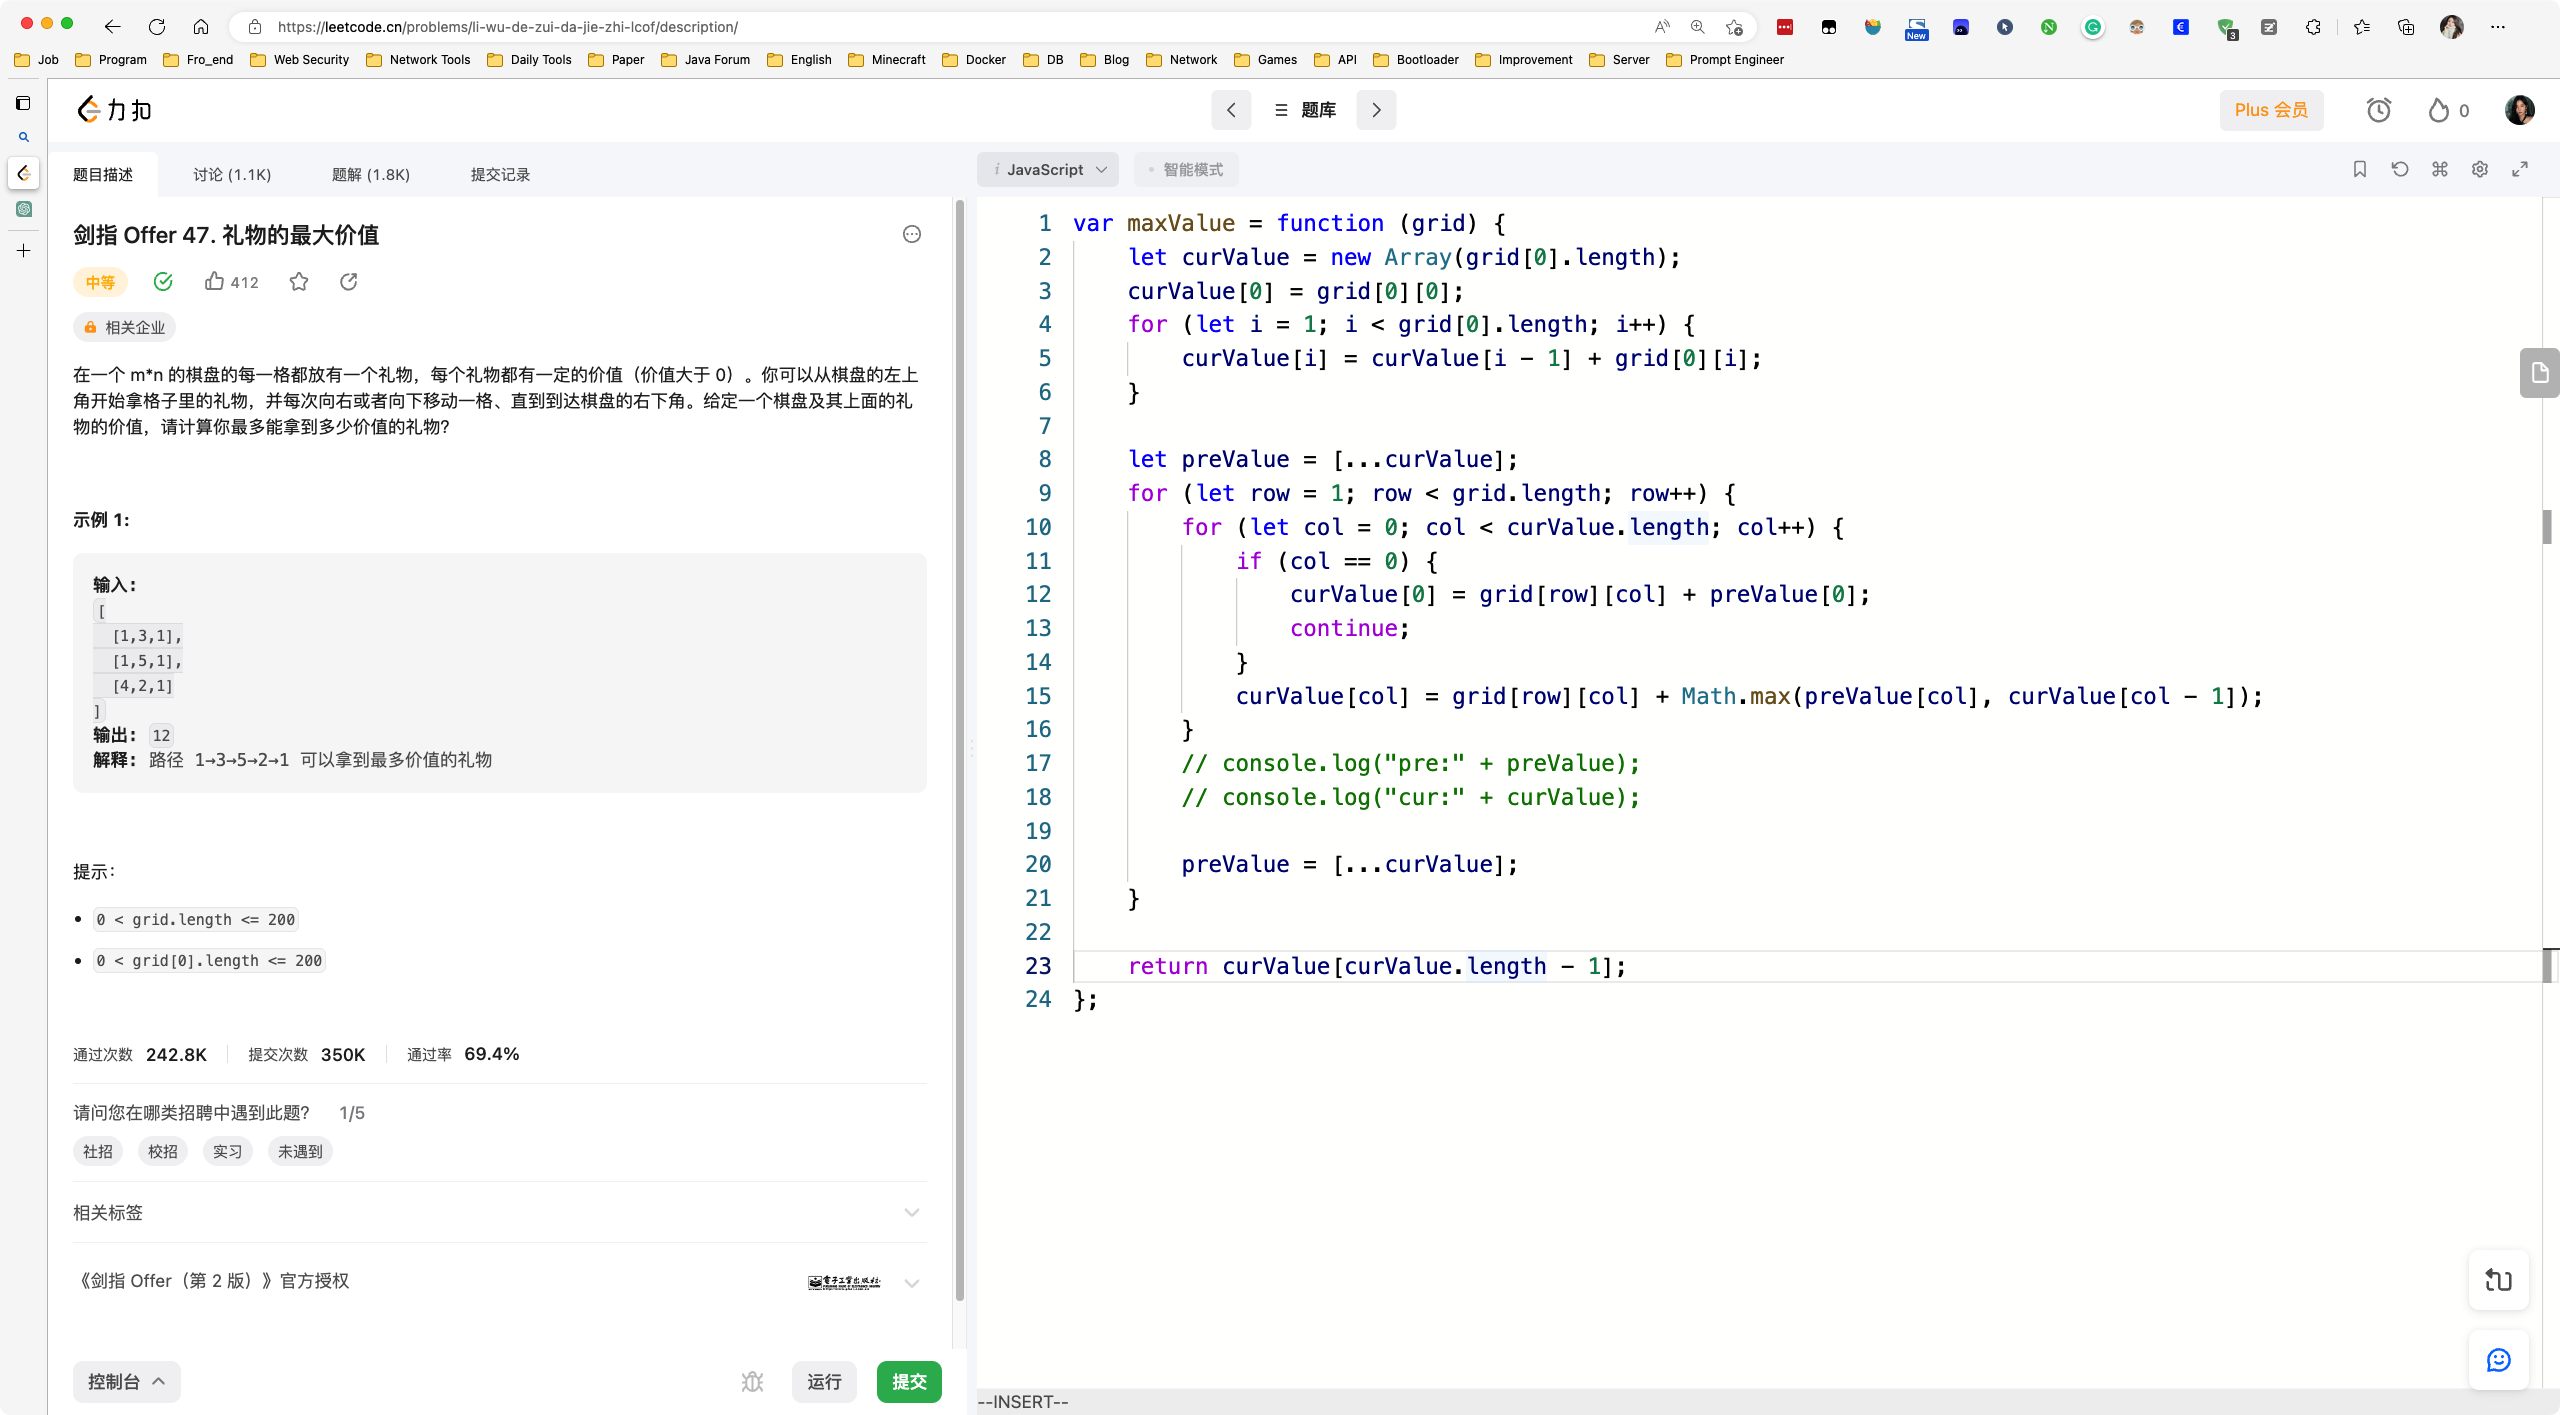 https://leetcode.cn/problems/li-wu-de-zui-da-jie-zhi-lcof/description/
New
3
Job Program Fro_end Web Security Network Tools Daily Tools Paper Java Forum English Minecraft Docker DB Blog Network Games API Bootloader Improvement Server Prompt Engineer
力扣
题库
Plus 会员
0
题目描述 讨论 (1.1K) 题解 (1.8K) 提交记录
剑指 Offer 47. 礼物的最大价值
中等 412
相关企业
在一个 m*n 的棋盘的每一格都放有一个礼物，每个礼物都有一定的价值（价值大于 0）。你可以从棋盘的左上
角开始拿格子里的礼物，并每次向右或者向下移动一格、直到到达棋盘的右下角。给定一个棋盘及其上面的礼
物的价值，请计算你最多能拿到多少价值的礼物？
示例 1:
输入:
[
  [1,3,1],
  [1,5,1],
  [4,2,1]
]
输出: 12
解释: 路径 1→3→5→2→1 可以拿到最多价值的礼物
提示：
0 < grid.length <= 200
0 < grid[0].length <= 200
通过次数 242.8K 提交次数 350K 通过率 69.4%
请问您在哪类招聘中遇到此题？ 1/5
社招 校招 实习 未遇到
相关标签
《剑指 Offer（第 2 版）》官方授权
電子工業出版社
控制台 运行 提交
i JavaScript 智能模式
1 var maxValue = function (grid) {
2     let curValue = new Array(grid[0].length);
3     curValue[0] = grid[0][0];
4     for (let i = 1; i < grid[0].length; i++) {
5         curValue[i] = curValue[i - 1] + grid[0][i];
6     }
7
8     let preValue = [...curValue];
9     for (let row = 1; row < grid.length; row++) {
10         for (let col = 0; col < curValue.length; col++) {
11             if (col == 0) {
12                 curValue[0] = grid[row][col] + preValue[0];
13                 continue;
14             }
15             curValue[col] = grid[row][col] + Math.max(preValue[col], curValue[col - 1]);
16         }
17         // console.log("pre:" + preValue);
18         // console.log("cur:" + curValue);
19
20         preValue = [...curValue];
21     }
22
23     return curValue[curValue.length - 1];
24 };
--INSERT--